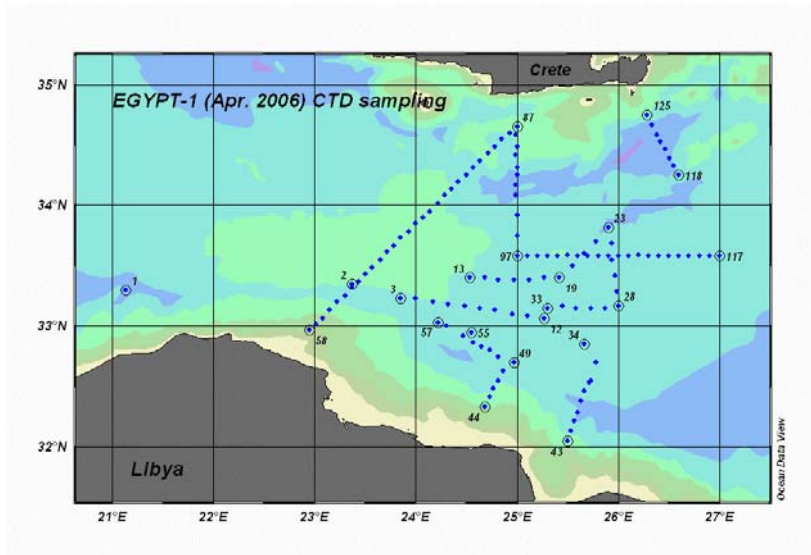 35°N
Crete
EGYPT-1 (Apr. 2006) CTD sampling
87
125
118
34°N
23
97
117
13
19
1
2
3
33
28
33°N
57
55
12
34
58
49
44
32°N
43
Libya
Ocean Data View
21°E 22°E 23°E 24°E 25°E 26°E 27°E